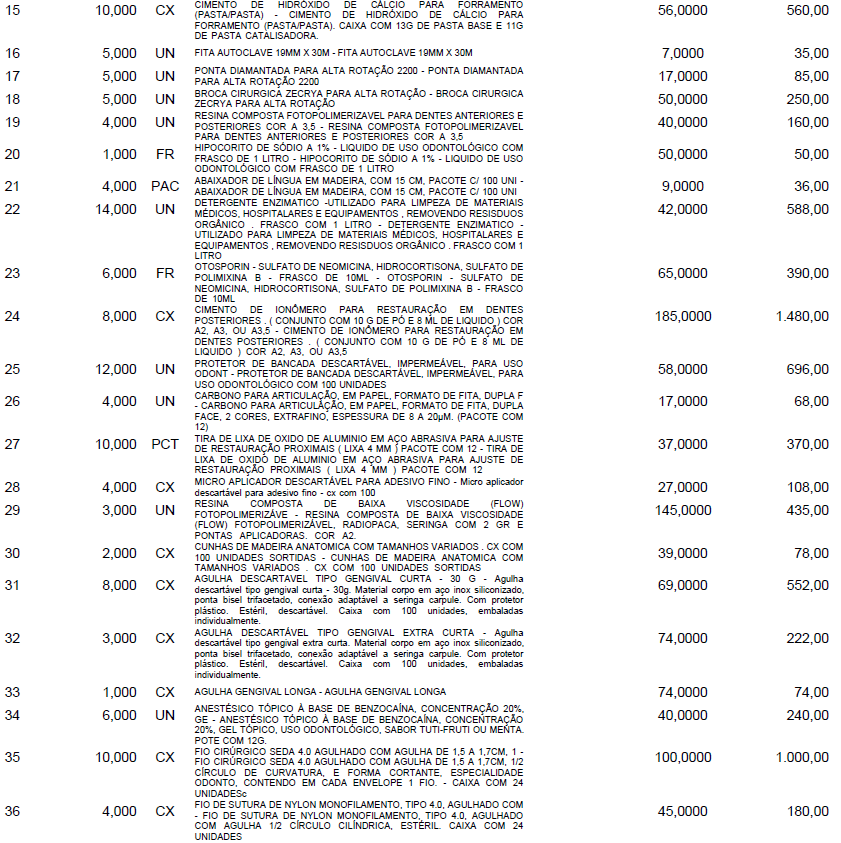 CIMENTO DE HIDRÓXIDO DE CÁLCIO PARA FORRAMENTO
15 10,000 CX (PASTA/PASTA) - CIMENTO DE HIDRÓXIDO DE CÁLCIO PARA 56,0000 560,00
FORRAMENTO (PASTA/PASTA). CAIXA COM 13G DE PASTA BASE E 11G
DE PASTA CATALISADORA.
16 5,000 UN FITA AUTOCLAVE 19MM X 30M - FITA AUTOCLAVE 19MM X 30M 7,0000 35,00
17 5,000 UN PONTA DIAMANTADA PARA ALTA ROTAÇÃO 2200 - PONTA DIAMANTADA 17,0000 85,00
PARA ALTA ROTAÇÃO 2200
18 5,000 UN BROCA CIRURGICA ZECRYA PARA ALTA ROTAÇÃO - BROCA CIRURGICA 50,0000 250,00
ZECRYA PARA ALTA ROTAÇÃO
19 4,000 UN RESINA COMPOSTA FOTOPOLIMERIZAVEL PARA DENTES ANTERIORES E 40,0000 160,00
POSTERIORES COR A 3,5 - RESINA COMPOSTA FOTOPOLIMERIZAVEL
PARA DENTES ANTERIORES E POSTERIORES COR A 3,5
20 1,000 FR HIPOCORITO DE SÓDIO A 1% - LIQUIDO DE USO ODONTOLÓGICO COM 50,0000 50,00
FRASCO DE 1 LITRO - HIPOCORITO DE SÓDIO A 1% - LIQUIDO DE USO
ODONTOLÓGICO COM FRASCO DE 1 LITRO
21 4,000 PAC ABAIXADOR DE LÍNGUA EM MADEIRA, COM 15 CM, PACOTE C/ 100 UNI - 9,0000 36,00
ABAIXADOR DE LÍNGUA EM MADEIRA, COM 15 CM, PACOTE C/ 100 UNI
22 14,000 UN DETERGENTE ENZIMATICO -UTILIZADO PARA LIMPEZA DE MATERIAIS 42,0000 588,00
MÉDICOS, HOSPITALARES E EQUIPAMENTOS , REMOVENDO RESISDUOS
ORGÂNICO . FRASCO COM 1 LITRO - DETERGENTE ENZIMATICO -
UTILIZADO PARA LIMPEZA DE MATERIAIS MÉDICOS, HOSPITALARES E
EQUIPAMENTOS , REMOVENDO RESISDUOS ORGÂNICO . FRASCO COM 1
LITRO
23 6,000 FR OTOSPORIN - SULFATO DE NEOMICINA, HIDROCORTISONA, SULFATO DE 65,0000 390,00
POLIMIXINA B - FRASCO DE 10ML - OTOSPORIN - SULFATO DE
NEOMICINA, HIDROCORTISONA, SULFATO DE POLIMIXINA B - FRASCO
DE 10ML
24 8,000 CX CIMENTO DE IONÔMERO PARA RESTAURAÇÃO EM DENTES 185,0000 1.480,00
POSTERIORES . ( CONJUNTO COM 10 G DE PÓ E 8 ML DE LIQUIDO ) COR
A2, A3, OU A3,5 - CIMENTO DE IONÔMERO PARA RESTAURAÇÃO EM
DENTES POSTERIORES . ( CONJUNTO COM 10 G DE PÓ E 8 ML DE
LIQUIDO ) COR A2, A3, OU A3,5
25 12,000 UN PROTETOR DE BANCADA DESCARTÁVEL, IMPERMEÁVEL, PARA USO 58,0000 696,00
ODONT - PROTETOR DE BANCADA DESCARTÁVEL, IMPERMEÁVEL, PARA
USO ODONTOLÓGICO COM 100 UNIDADES
26 4,000 UN CARBONO PARA ARTICULAÇÃO, EM PAPEL, FORMATO DE FITA, DUPLA F 17,0000 68,00
- CARBONO PARA ARTICULAÇÃO, EM PAPEL, FORMATO DE FITA, DUPLA
FACE, 2 CORES, EXTRAFINO, ESPESSURA DE 8 A 20µM. (PACOTE COM
12)
27 10,000 PCT TIRA DE LIXA DE OXIDO DE ALUMINIO EM AÇO ABRASIVA PARA AJUSTE 37,0000 370,00
DE RESTAURAÇÃO PROXIMAIS ( LIXA 4 MM ) PACOTE COM 12 - TIRA DE
LIXA DE OXIDO DE ALUMINIO EM AÇO ABRASIVA PARA AJUSTE DE
RESTAURAÇÃO PROXIMAIS ( LIXA 4 MM ) PACOTE COM 12
28 4,000 CX MICRO APLICADOR DESCARTÁVEL PARA ADESIVO FINO - Micro aplicador 27,0000 108,00
descartável para adesivo fino - cx com 100
29 3,000 UN RESINA COMPOSTA DE BAIXA VISCOSIDADE (FLOW) 145,0000 435,00
FOTOPOLIMERIZÁVE - RESINA COMPOSTA DE BAIXA VISCOSIDADE
(FLOW) FOTOPOLIMERIZÁVEL, RADIOPACA, SERINGA COM 2 GR E
PONTAS APLICADORAS. COR A2.
30 2,000 CX CUNHAS DE MADEIRA ANATOMICA COM TAMANHOS VARIADOS . CX COM 39,0000 78,00
100 UNIDADES SORTIDAS - CUNHAS DE MADEIRA ANATOMICA COM
TAMANHOS VARIADOS . CX COM 100 UNIDADES SORTIDAS
31 8,000 CX AGULHA DESCARTAVEL TIPO GENGIVAL CURTA - 30 G - Agulha 69,0000 552,00
descartável tipo gengival curta - 30g. Material corpo em aço inox siliconizado,
ponta bisel trifacetado, conexão adaptável a seringa carpule. Com protetor
plástico. Estéril, descartável. Caixa com 100 unidades, embaladas
individualmente.
32 3,000 CX AGULHA DESCARTÁVEL TIPO GENGIVAL EXTRA CURTA - Agulha 74,0000 222,00
descartável tipo gengival extra curta. Material corpo em aço inox siliconizado,
ponta bisel trifacetado, conexão adaptável a seringa carpule. Com protetor
plástico. Estéril, descartável. Caixa com 100 unidades, embaladas
individualmente.
33 1,000 CX AGULHA GENGIVAL LONGA - AGULHA GENGIVAL LONGA 74,0000 74,00
34 6,000 UN ANESTÉSICO TÓPICO À BASE DE BENZOCAÍNA, CONCENTRAÇÃO 20%, 40,0000 240,00
GE - ANESTÉSICO TÓPICO À BASE DE BENZOCAÍNA, CONCENTRAÇÃO
20%, GEL TÓPICO, USO ODONTOLÓGICO, SABOR TUTI-FRUTI OU MENTA.
POTE COM 12G.
35 10,000 CX FIO CIRÚRGICO SEDA 4.0 AGULHADO COM AGULHA DE 1,5 A 1,7CM, 1 - 100,0000 1.000,00
FIO CIRÚRGICO SEDA 4.0 AGULHADO COM AGULHA DE 1,5 A 1,7CM, 1/2
CÍRCULO DE CURVATURA, E FORMA CORTANTE, ESPECIALIDADE
ODONTO, CONTENDO EM CADA ENVELOPE 1 FIO. - CAIXA COM 24
UNIDADESc
36 4,000 CX FIO DE SUTURA DE NYLON MONOFILAMENTO, TIPO 4.0, AGULHADO COM 45,0000 180,00
- FIO DE SUTURA DE NYLON MONOFILAMENTO, TIPO 4.0, AGULHADO
COM AGULHA 1/2 CÍRCULO CILÍNDRICA, ESTÉRIL. CAIXA COM 24
UNIDADES